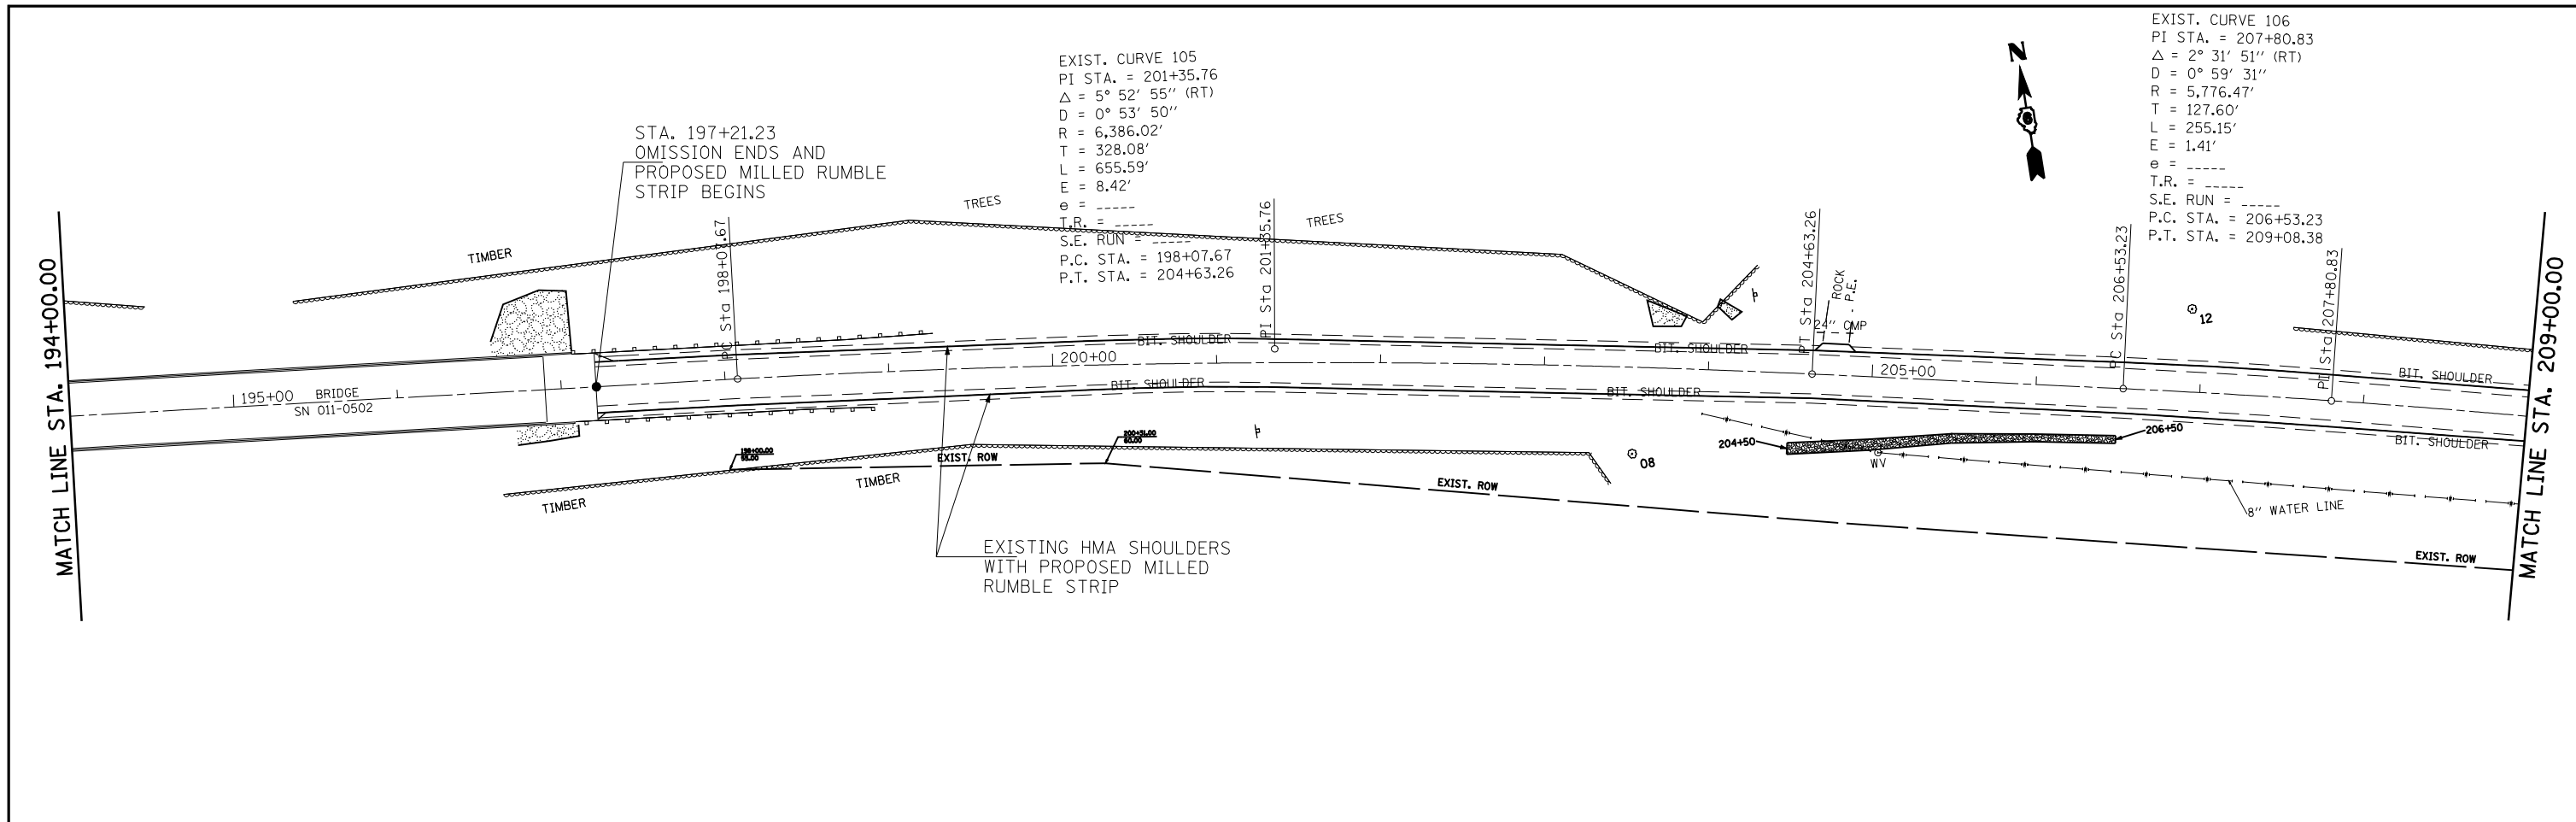 EXIST. CURVE 105
PI STA. = 201+35.76
△ = 5° 52' 55'' (RT)
D = 0° 53' 50''
R = 6,386.02'
T = 328.08'
L = 655.59'
E = 8.42'
e = _____
T.R. = _____
S.E. RUN = _____
P.C. STA. = 198+07.67
P.T. STA. = 204+63.26
EXIST. CURVE 106
PI STA. = 207+80.83
△ = 2° 31' 51'' (RT)
D = 0° 59' 31''
R = 5,776.47'
T = 127.60'
L = 255.15'
E = 1.41'
e = _____
T.R. = _____
S.E. RUN = _____
P.C. STA. = 206+53.23
P.T. STA. = 209+08.38
N
STA. 197+21.23
OMISSION ENDS AND
PROPOSED MILLED RUMBLE
STRIP BEGINS
TREES
TREES
TIMBER
MATCH LINE STA. 194+00.00
PC Sta 198+07.67
PI Sta 201+35.76
PT Sta 204+63.26
ROCK
P.E.
24'' CMP
PC Sta 206+53.23
PI Sta 207+80.83
12
MATCH LINE STA. 209+00.00
BIT. SHOULDER
BIT. SHOULDER
BIT. SHOULDER
195+00
BRIDGE
SN 011-0502
200+00
205+00
BIT. SHOULDER
BIT. SHOULDER
BIT. SHOULDER
198+00.00
200+31.00
60.00
EXIST. ROW
TIMBER
TIMBER
08
204+50
206+50
WV
EXIST. ROW
8'' WATER LINE
EXIST. ROW
EXISTING HMA SHOULDERS
WITH PROPOSED MILLED
RUMBLE STRIP